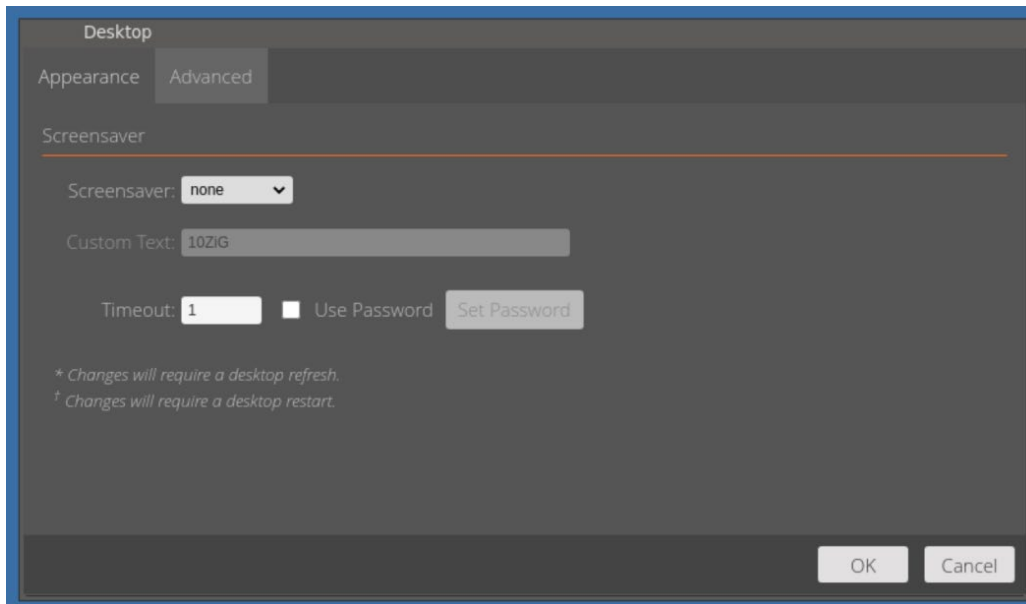 Desktop
Appearance Advanced
Screensaver
Screensaver: none
Custom Text: 10ZiG
Timeout: 1 Use Password Set Password
* Changes will require a desktop refresh.
† Changes will require a desktop restart.
OK Cancel